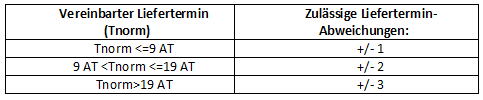 Vereinbarter Liefertermin Zulässige Liefertermin-
(Tnorm) Abweichungen:
Tnorm <=9 AT +/- 1
9 AT <Tnorm <=19 AT +/- 2
Tnorm>19 AT +/- 3